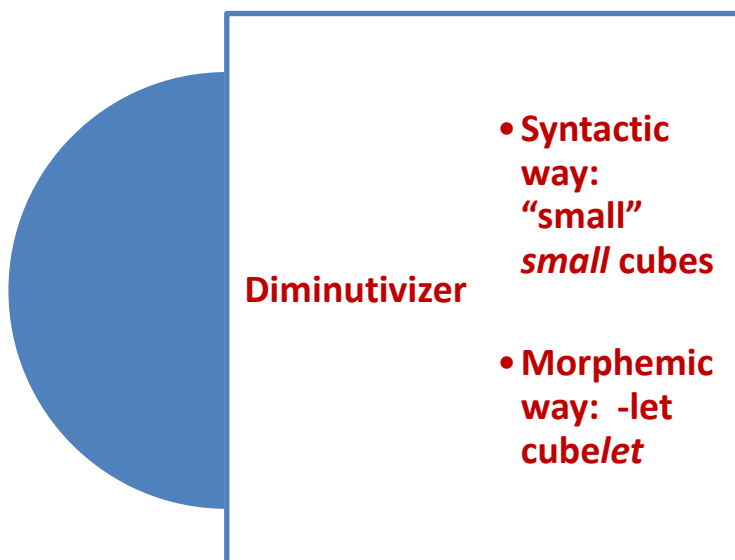 Diminutivizer
• Syntactic
way:
“small”
small cubes
• Morphemic
way: -let
cubelet